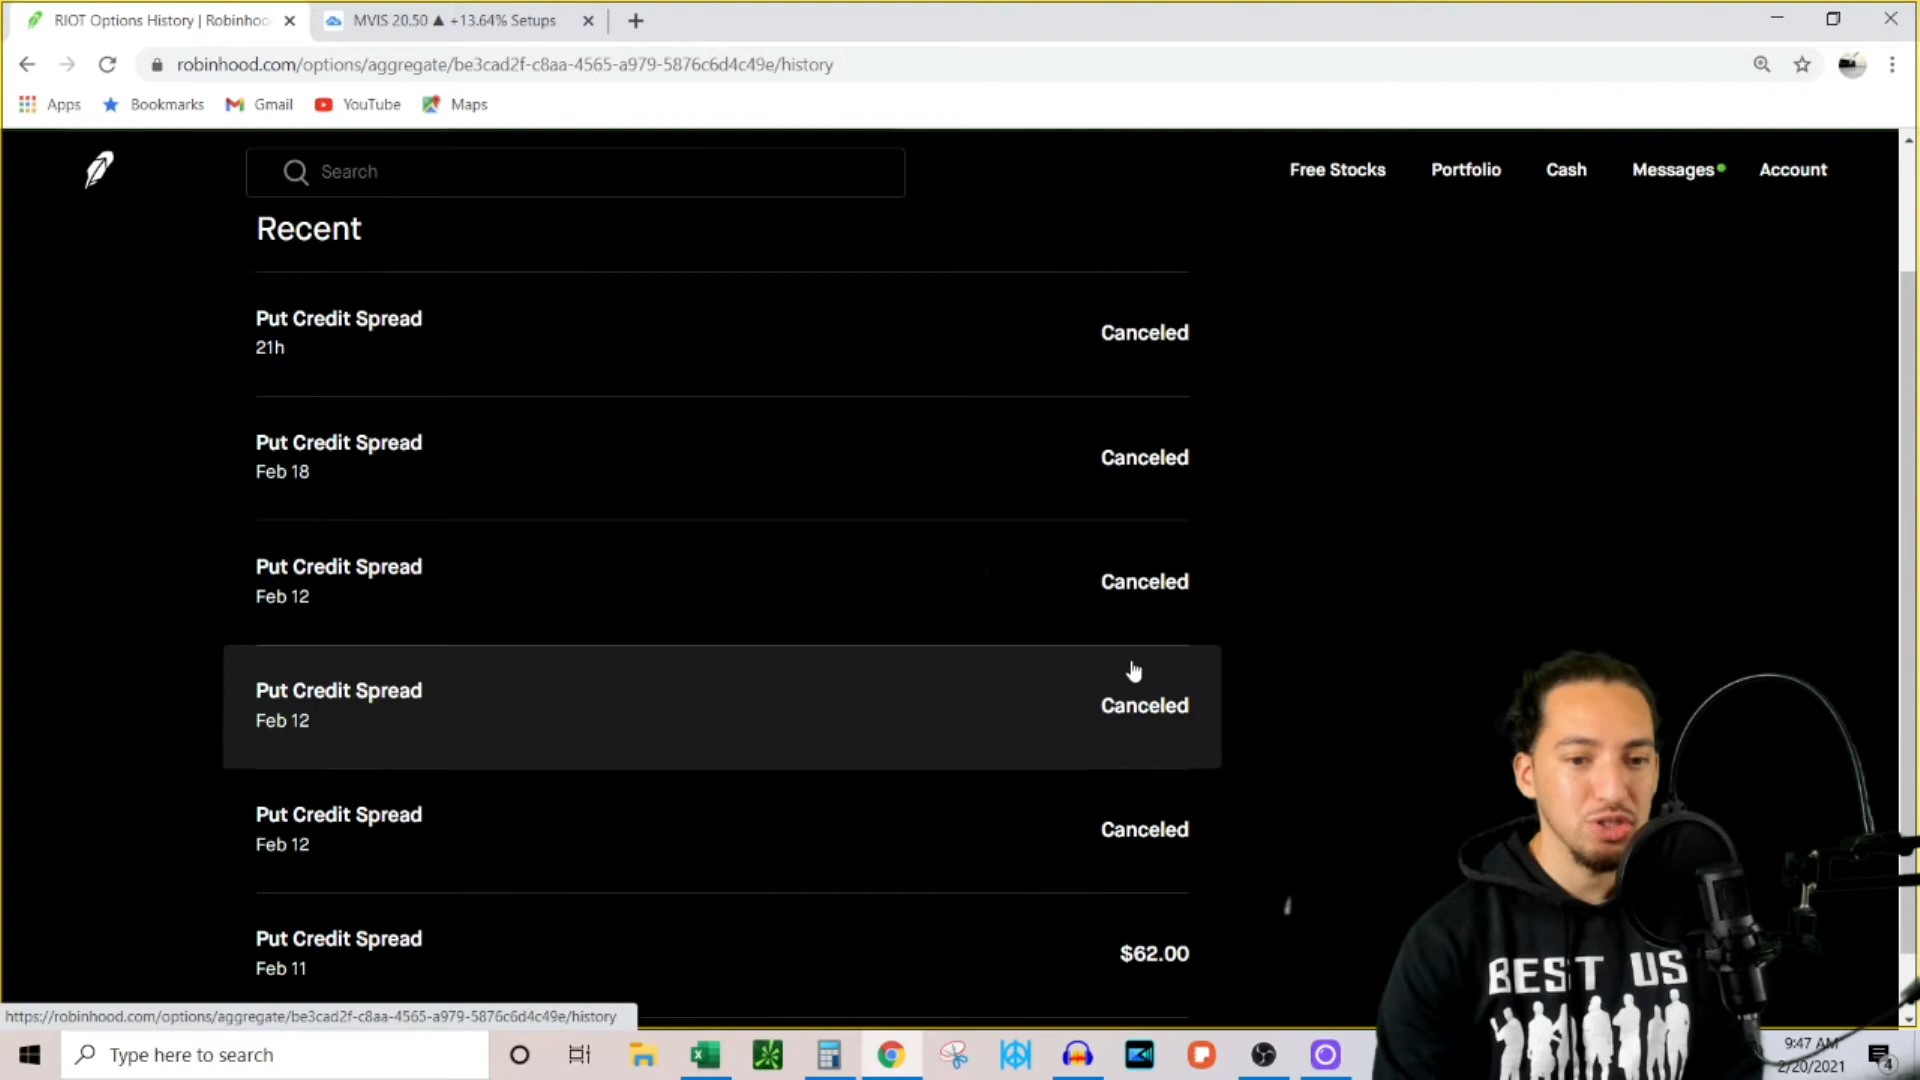 RIOT Options History | Robinhoo
MVIS 20.50 ▲ +13.64% Setups
robinhood.com/options/aggregate/be3cad2f-c8aa-4565-a979-5876c6d4c49e/history
Apps Bookmarks Gmail YouTube Maps
Search
Free Stocks Portfolio Cash Messages Account
Recent
Put Credit Spread
21h
Canceled
Put Credit Spread
Feb 18
Canceled
Put Credit Spread
Feb 12
Canceled
Put Credit Spread
Feb 12
Canceled
Put Credit Spread
Feb 12
Canceled
Put Credit Spread
Feb 11
$62.00
BEST US
https://robinhood.com/options/aggregate/be3cad2f-c8aa-4565-a979-5876c6d4c49e/history
Type here to search
9:47 AM
2/20/2021
4